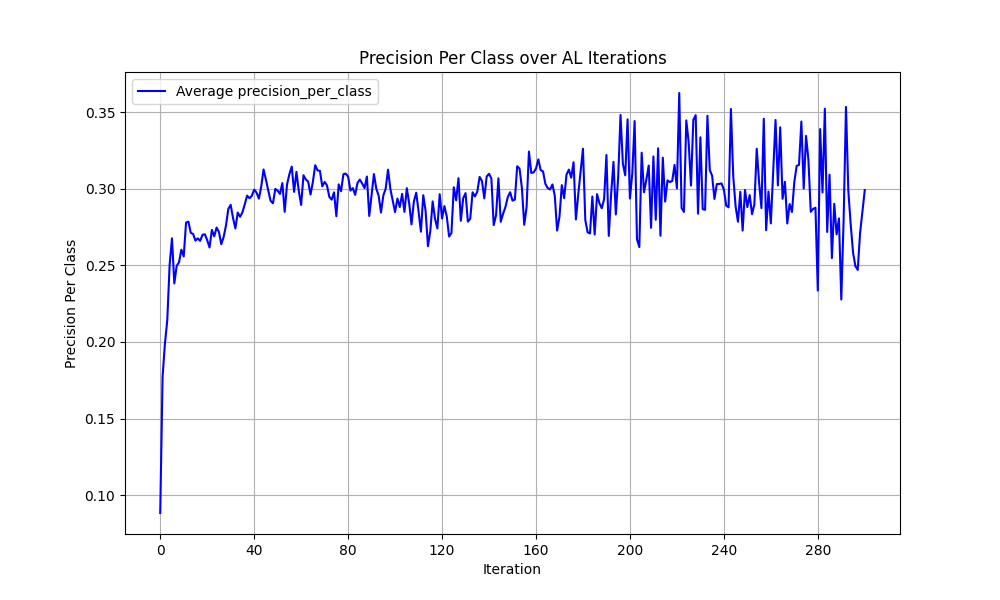 Precision Per Class over AL Iterations
Average precision_per_class
Precision Per Class
0.35
0.30
0.25
0.20
0.15
0.10
0 40 80 120 160 200 240 280
Iteration